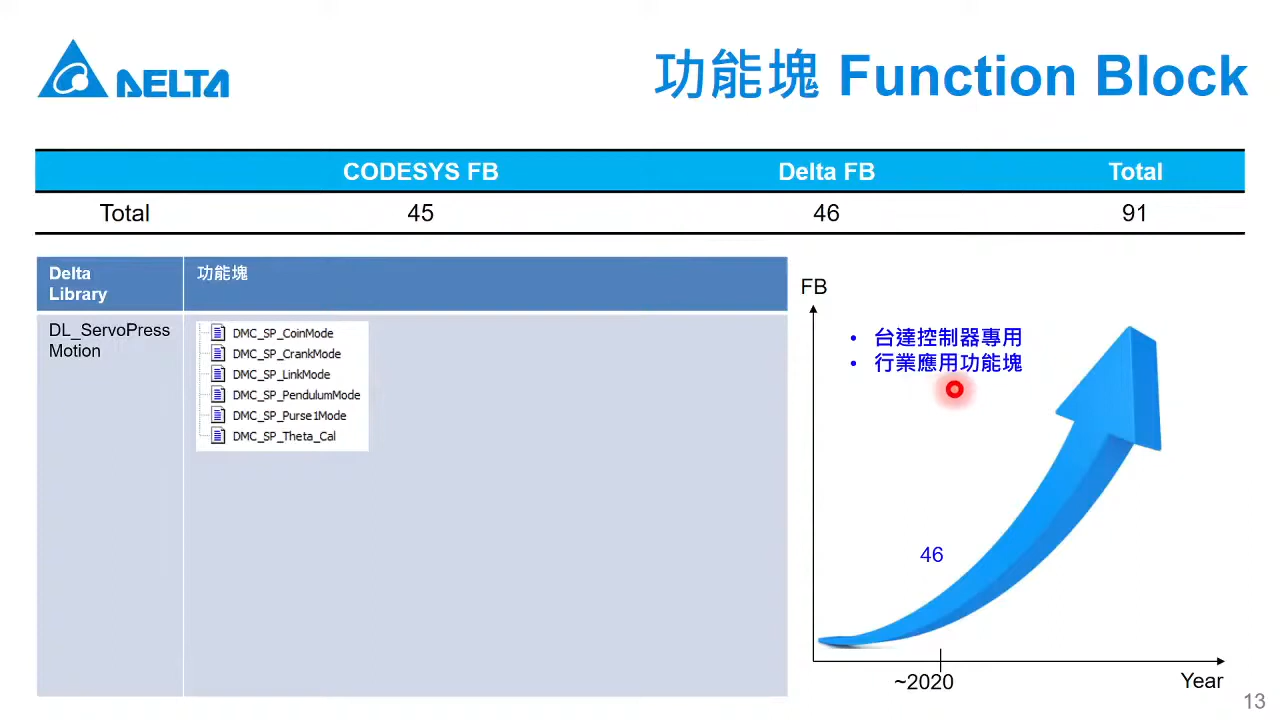 DELTA
功能塊 Function Block
CODESYS FB Delta FB Total
Total 45 46 91
Delta
Library
功能塊
DL_ServoPress
Motion
DMC_SP_CoinMode
DMC_SP_CrankMode
DMC_SP_LinkMode
DMC_SP_PendulumMode
DMC_SP_Purse1Mode
DMC_SP_Theta_Cal
FB
• 台達控制器專用
• 行業應用功能塊
46
~2020
Year
13